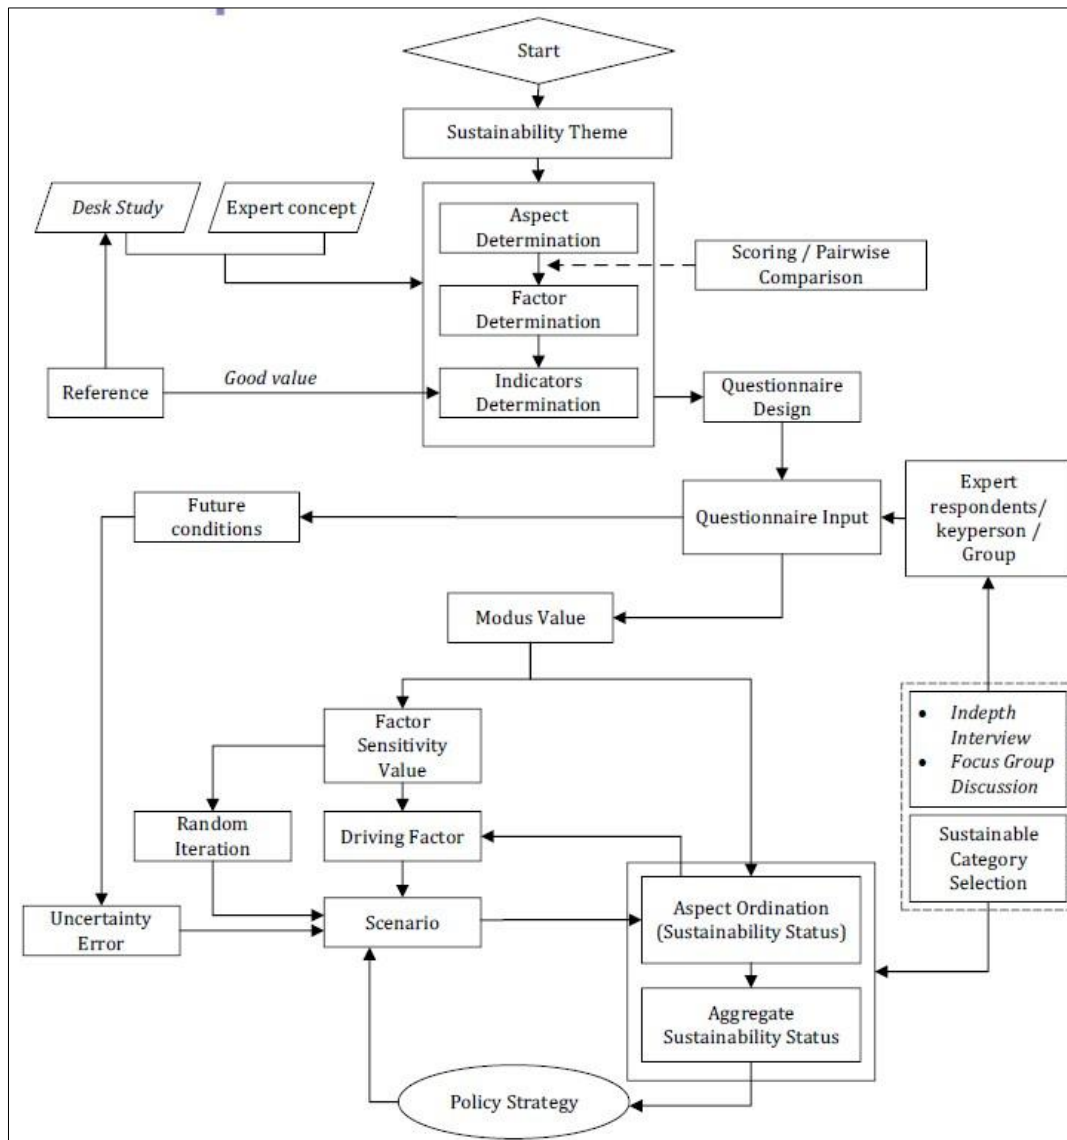 Start
Sustainability Theme
Desk Study
Expert concept
Aspect
Determination
Scoring / Pairwise
Comparison
Factor
Determination
Reference
Good value
Indicators
Determination
Questionnaire
Design
Future
conditions
Questionnaire Input
Expert
respondents/
keyperson /
Group
Modus Value
Factor
Sensitivity
Value
• Indepth
Interview
• Focus Group
Discussion
Random
Iteration
Driving Factor
Sustainable
Category
Selection
Uncertainty
Error
Scenario
Aspect Ordination
(Sustainability Status)
Aggregate
Sustainability Status
Policy Strategy